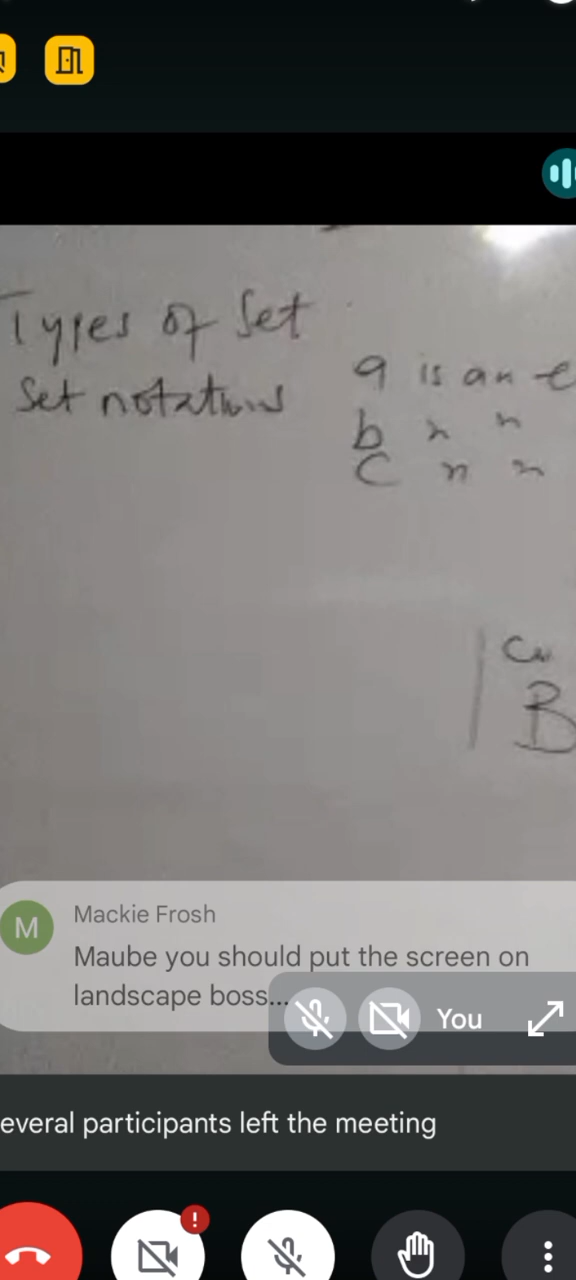 Types of Set
Set notations
a is an e
b " "
C " "
B
Mackie Frosh
Maube you should put the screen on
landscape boss...
You
everal participants left the meeting